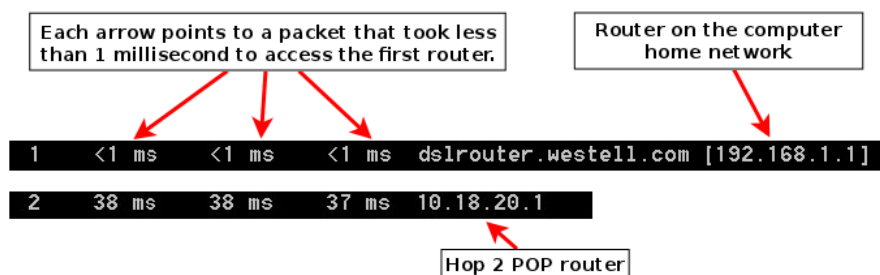 Each arrow points to a packet that took less
than 1 millisecond to access the first router.
Router on the computer
home network
1 <1 ms <1 ms <1 ms dslrouter.westell.com [192.168.1.1]
2 38 ms 38 ms 37 ms 10.18.20.1
Hop 2 POP router